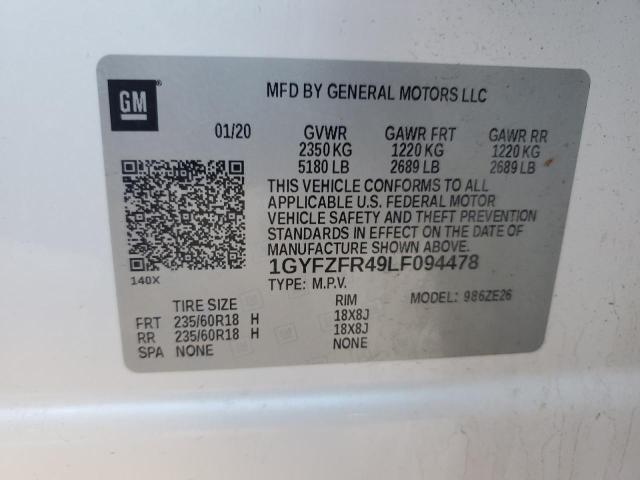 GM
®
MFD BY GENERAL MOTORS LLC
01/20 GVWR GAWR FRT GAWR RR
2350 KG 1220 KG 1220 KG
5180 LB 2689 LB 2689 LB
THIS VEHICLE CONFORMS TO ALL
APPLICABLE U.S. FEDERAL MOTOR
VEHICLE SAFETY AND THEFT PREVENTION
STANDARDS IN EFFECT ON THE DATE OF
MANUFACTURE SHOWN ABOVE.
1GYFZFR49LF094478
140X
TYPE: M.P.V. MODEL: 986ZE26
TIRE SIZE RIM
FRT 235/60R18 H 18X8J
RR 235/60R18 H 18X8J
SPA NONE NONE